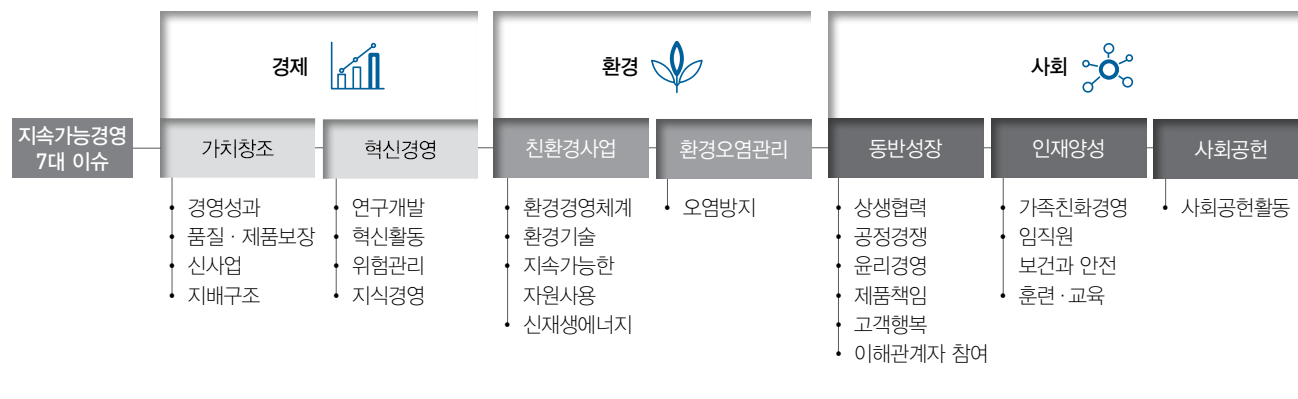 경제
환경
사회
지속가능경영
7대 이슈
가치창조
혁신경영
친환경사업
환경오염관리
동반성장
인재양성
사회공헌
• 경영성과
• 품질 · 제품보장
• 신사업
• 지배구조
• 연구개발
• 혁신활동
• 위험관리
• 지식경영
• 환경경영체계
• 환경기술
• 지속가능한
자원사용
• 신재생에너지
• 오염방지
• 상생협력
• 공정경쟁
• 윤리경영
• 제품책임
• 고객행복
• 이해관계자 참여
• 가족친화경영
• 임직원
보건과 안전
• 훈련 · 교육
• 사회공헌활동